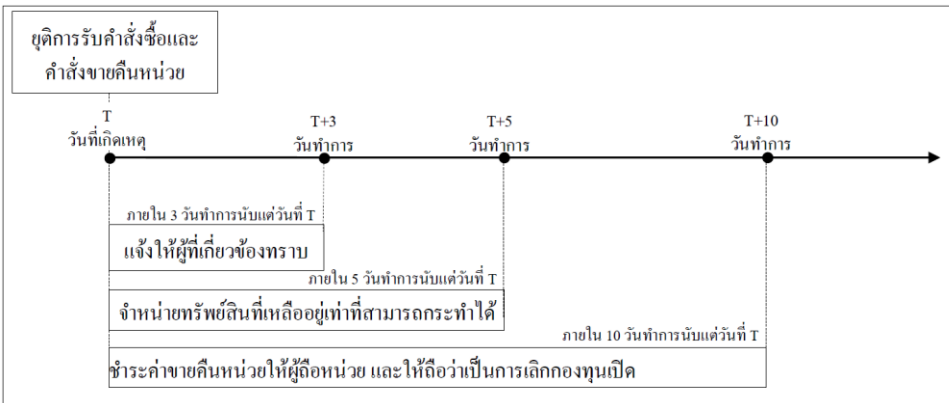 ยุติการรับคำสั่งซื้อและ
คำสั่งขายคืนหน่วย
T
วันที่เกิดเหตุ
T+3
วันทำการ
T+5
วันทำการ
T+10
วันทำการ
ภายใน 3 วันทำการนับแต่วันที่ T
แจ้งให้ผู้ที่เกี่ยวข้องทราบ
ภายใน 5 วันทำการนับแต่วันที่ T
จำหน่ายทรัพย์สินที่เหลืออยู่เท่าที่สามารถกระทำได้
ภายใน 10 วันทำการนับแต่วันที่ T
ชำระค่าขายคืนหน่วยให้ผู้ถือหน่วย และให้ถือว่าเป็นการเลิกกองทุนเปิด